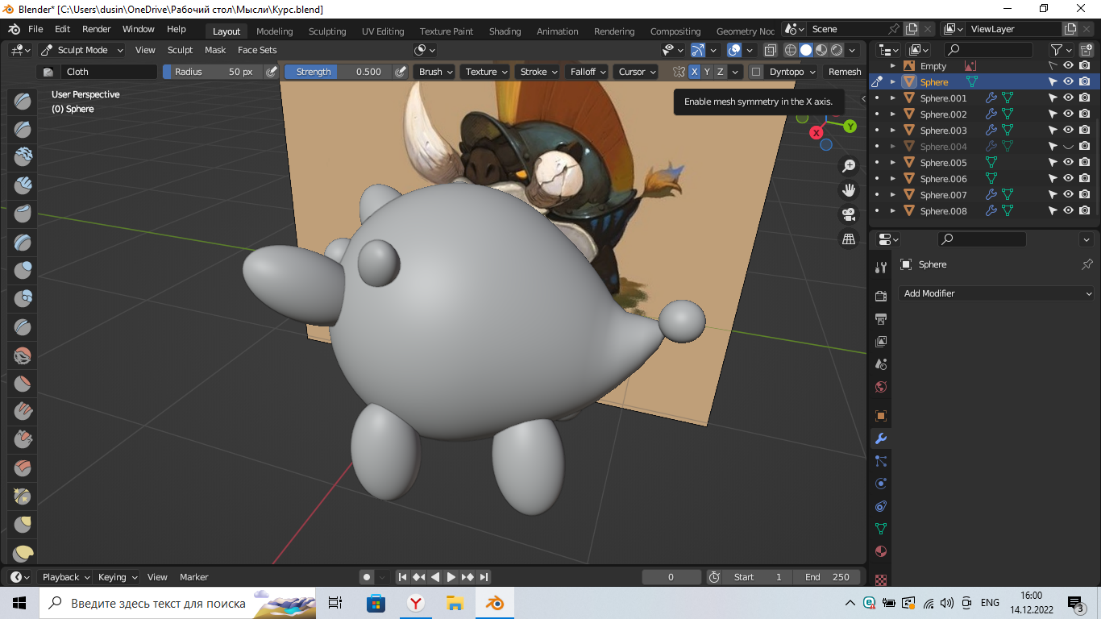 Blender* [C:\Users\dusin\OneDrive\Рабочий стол\Мысли\Курс.blend]
File Edit Render Window Help Layout Modeling Sculpting UV Editing Texture Paint Shading Animation Rendering Compositing Geometry Noc Scene ViewLayer
Sculpt Mode View Sculpt Mask Face Sets
Cloth Radius 50 px Strength 0.500 Brush Texture Stroke Falloff Cursor X Y Z Dyntopo Remesh
User Perspective
(0) Sphere
Enable mesh symmetry in the X axis.
X Y
Empty
Sphere
Sphere.001
Sphere.002
Sphere.003
Sphere.004
Sphere.005
Sphere.006
Sphere.007
Sphere.008
Sphere
Add Modifier
Playback Keying View Marker 0 Start 1 End 250
Введите здесь текст для поиска
ENG
16:00
14.12.2022
3